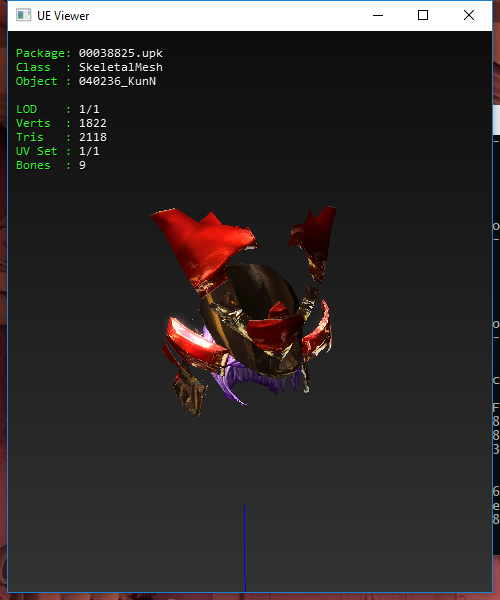 UE Viewer
Package: 00038825.upk
Class : SkeletalMesh
Object : 040236_KunN
LOD : 1/1
Verts : 1822
Tris : 2118
UV Set : 1/1
Bones : 9